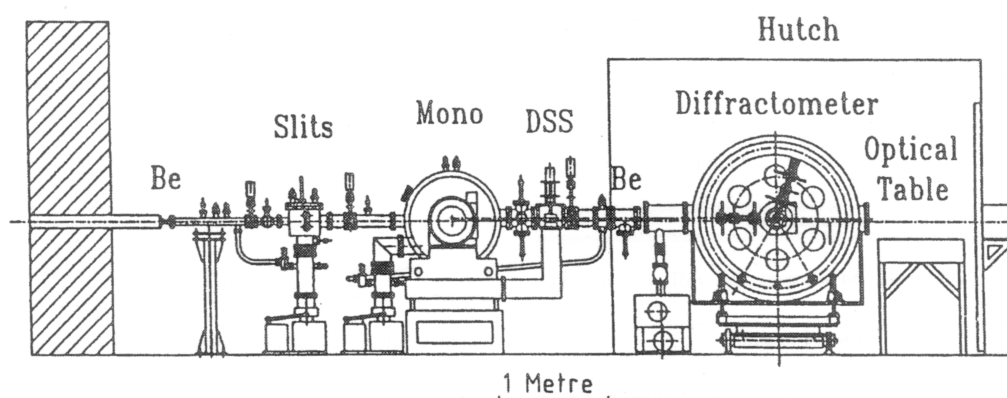 Hutch
Slits
Mono
DSS
Diffractometer
Be
Be
Optical
Table
1 Metre